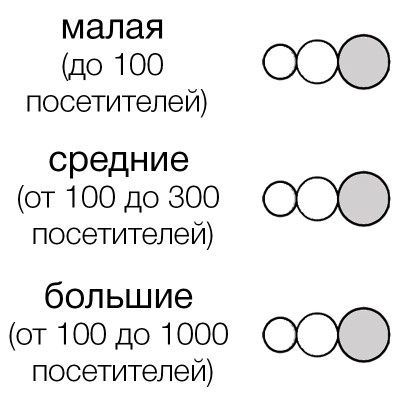 малая
(до 100
посетителей)
средние
(от 100 до 300
посетителей)
большие
(от 100 до 1000
посетителей)